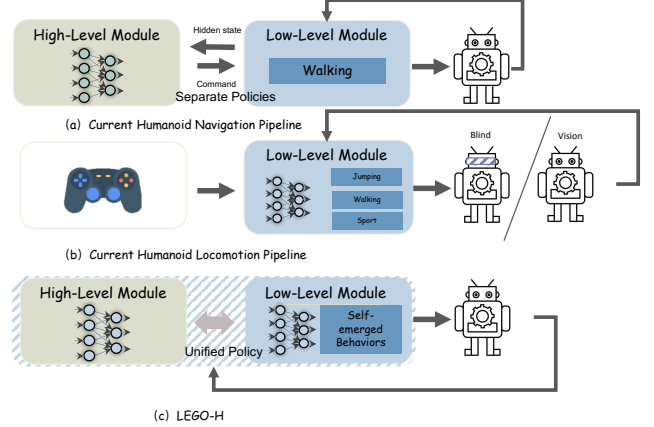 High-Level Module
Hidden state
Command
Separate Policies
Low-Level Module
Walking
(a) Current Humanoid Navigation Pipeline
Low-Level Module
Jumping
Walking
Sport
Blind
Vision
(b) Current Humanoid Locomotion Pipeline
High-Level Module
Unified Policy
Low-Level Module
Self-
emerged
Behaviors
(c) LEGO-H